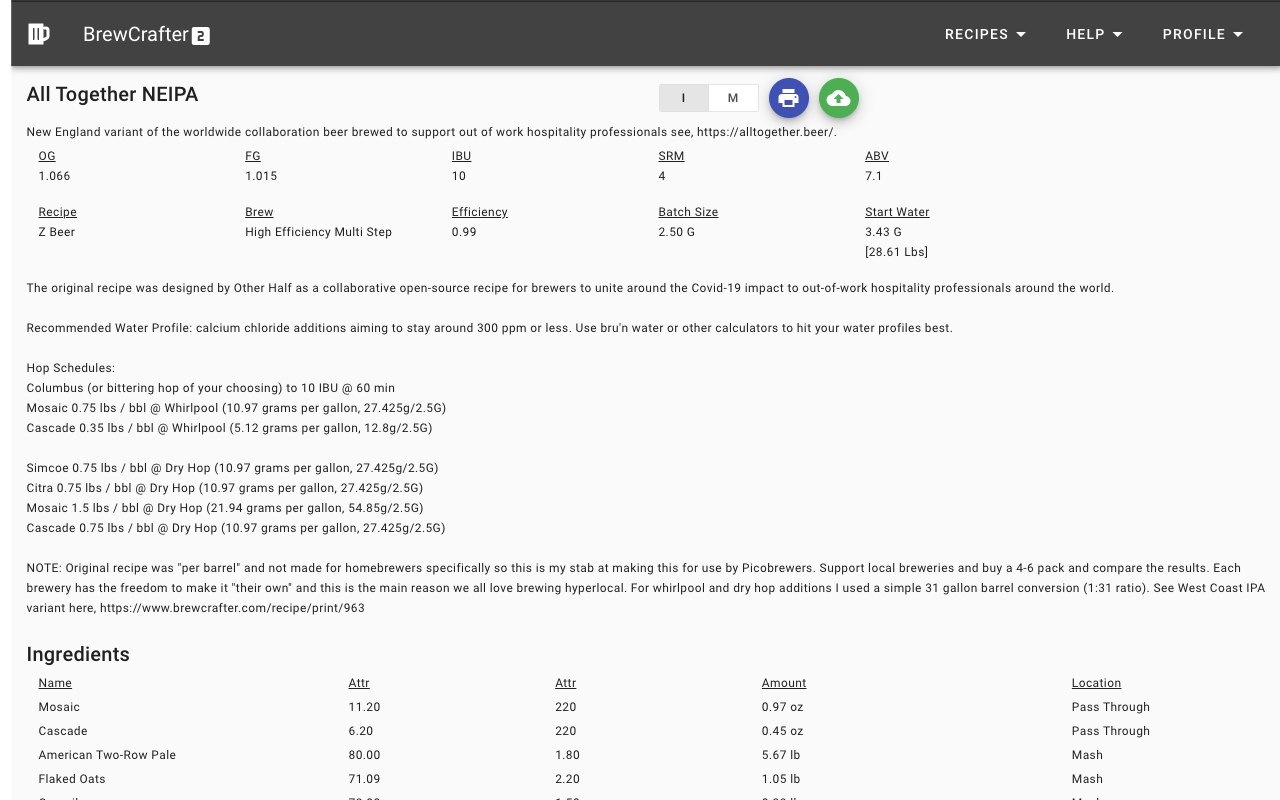 BrewCrafter 2
RECIPES
HELP
PROFILE
All Together NEIPA
I
M
New England variant of the worldwide collaboration beer brewed to support out of work hospitality professionals see, https://alltogether.beer/.
OG FG IBU SRM ABV
1.066 1.015 10 4 7.1
Recipe Brew Efficiency Batch Size Start Water
Z Beer High Efficiency Multi Step 0.99 2.50 G 3.43 G
[28.61 Lbs]
The original recipe was designed by Other Half as a collaborative open-source recipe for brewers to unite around the Covid-19 impact to out-of-work hospitality professionals around the world.
Recommended Water Profile: calcium chloride additions aiming to stay around 300 ppm or less. Use bru'n water or other calculators to hit your water profiles best.
Hop Schedules:
Columbus (or bittering hop of your choosing) to 10 IBU @ 60 min
Mosaic 0.75 lbs / bbl @ Whirlpool (10.97 grams per gallon, 27.425g/2.5G)
Cascade 0.35 lbs / bbl @ Whirlpool (5.12 grams per gallon, 12.8g/2.5G)
Simcoe 0.75 lbs / bbl @ Dry Hop (10.97 grams per gallon, 27.425g/2.5G)
Citra 0.75 lbs / bbl @ Dry Hop (10.97 grams per gallon, 27.425g/2.5G)
Mosaic 1.5 lbs / bbl @ Dry Hop (21.94 grams per gallon, 54.85g/2.5G)
Cascade 0.75 lbs / bbl @ Dry Hop (10.97 grams per gallon, 27.425g/2.5G)
NOTE: Original recipe was "per barrel" and not made for homebrewers specifically so this is my stab at making this for use by Picobrewers. Support local breweries and buy a 4-6 pack and compare the results. Each
brewery has the freedom to make it "their own" and this is the main reason we all love brewing hyperlocal. For whirlpool and dry hop additions I used a simple 31 gallon barrel conversion (1:31 ratio). See West Coast IPA
variant here, https://www.brewcrafter.com/recipe/print/963
Ingredients
Name Attr Attr Amount Location
Mosaic 11.20 220 0.97 oz Pass Through
Cascade 6.20 220 0.45 oz Pass Through
American Two-Row Pale 80.00 1.80 5.67 lb Mash
Flaked Oats 71.09 2.20 1.05 lb Mash